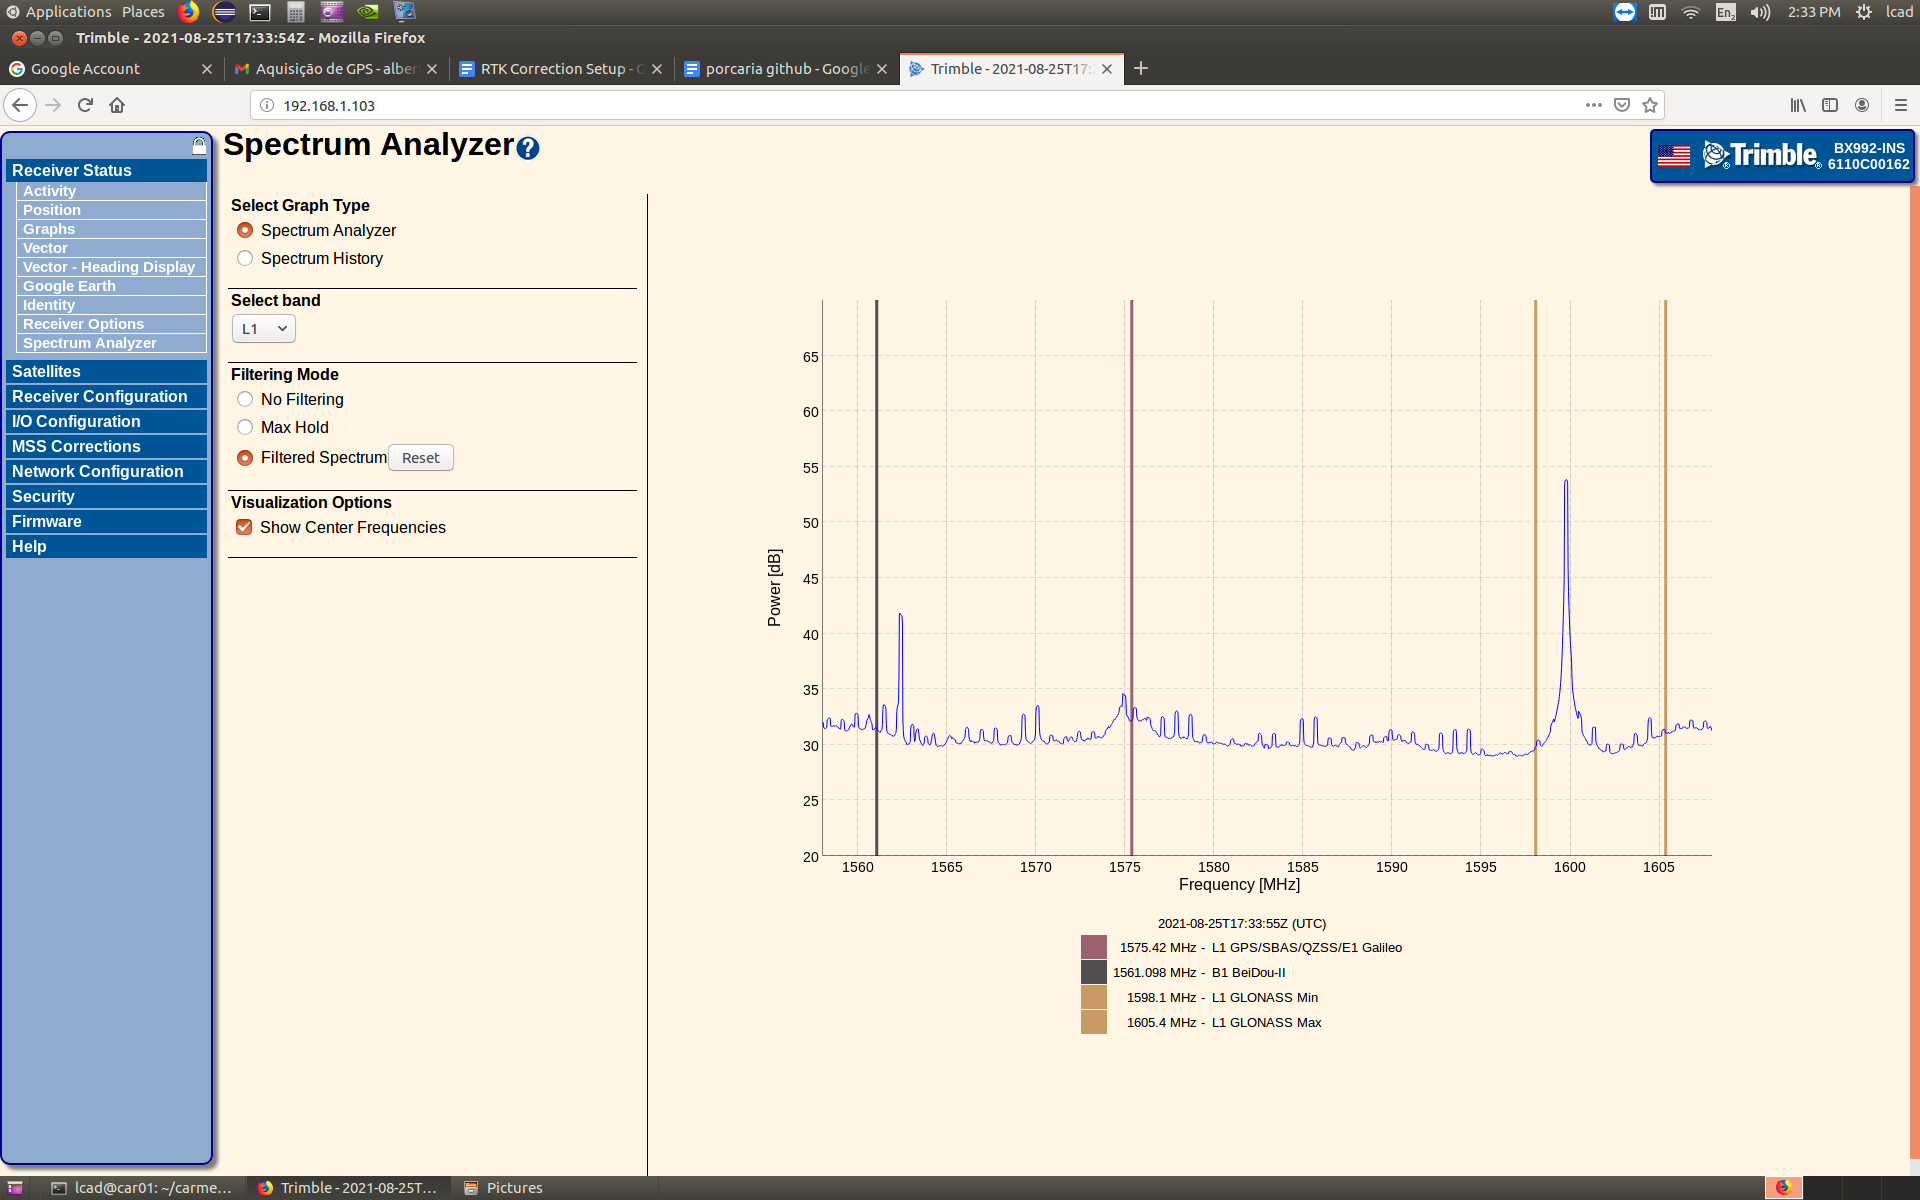 Applications Places En2 2:33 PM lcad
Trimble - 2021-08-25T17:33:54Z - Mozilla Firefox
Google Account Aquisição de GPS - alber RTK Correction Setup - G porcaria github - Google Trimble - 2021-08-25T17:
192.168.1.103
Spectrum Analyzer ?
Trimble BX992-INS
6110C00162
Receiver Status
Activity
Position
Graphs
Vector
Vector - Heading Display
Google Earth
Identity
Receiver Options
Spectrum Analyzer
Satellites
Receiver Configuration
I/O Configuration
MSS Corrections
Network Configuration
Security
Firmware
Help
Select Graph Type
Spectrum Analyzer
Spectrum History
Select band
L1
Filtering Mode
No Filtering
Max Hold
Filtered Spectrum Reset
Visualization Options
Show Center Frequencies
Power [dB]
65
60
55
50
45
40
35
30
25
20
1560 1565 1570 1575 1580 1585 1590 1595 1600 1605
Frequency [MHz]
2021-08-25T17:33:55Z (UTC)
1575.42 MHz - L1 GPS/SBAS/QZSS/E1 Galileo
1561.098 MHz - B1 BeiDou-II
1598.1 MHz - L1 GLONASS Min
1605.4 MHz - L1 GLONASS Max
lcad@car01: ~/carme... Trimble - 2021-08-25T... Pictures